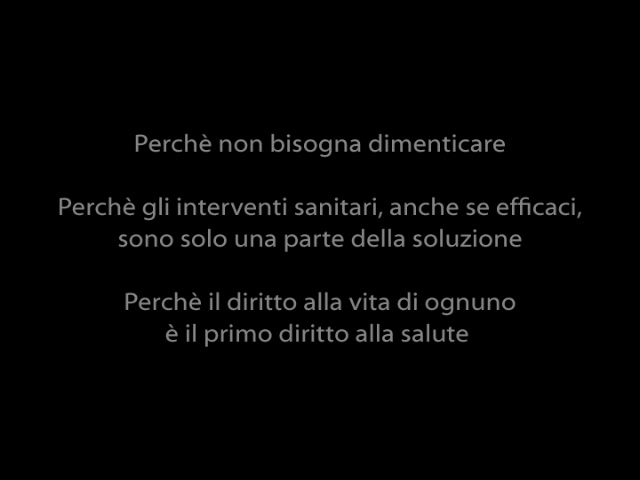 Perchè non bisogna dimenticare
Perchè gli interventi sanitari, anche se efficaci,
sono solo una parte della soluzione
Perchè il diritto alla vita di ognuno
è il primo diritto alla salute